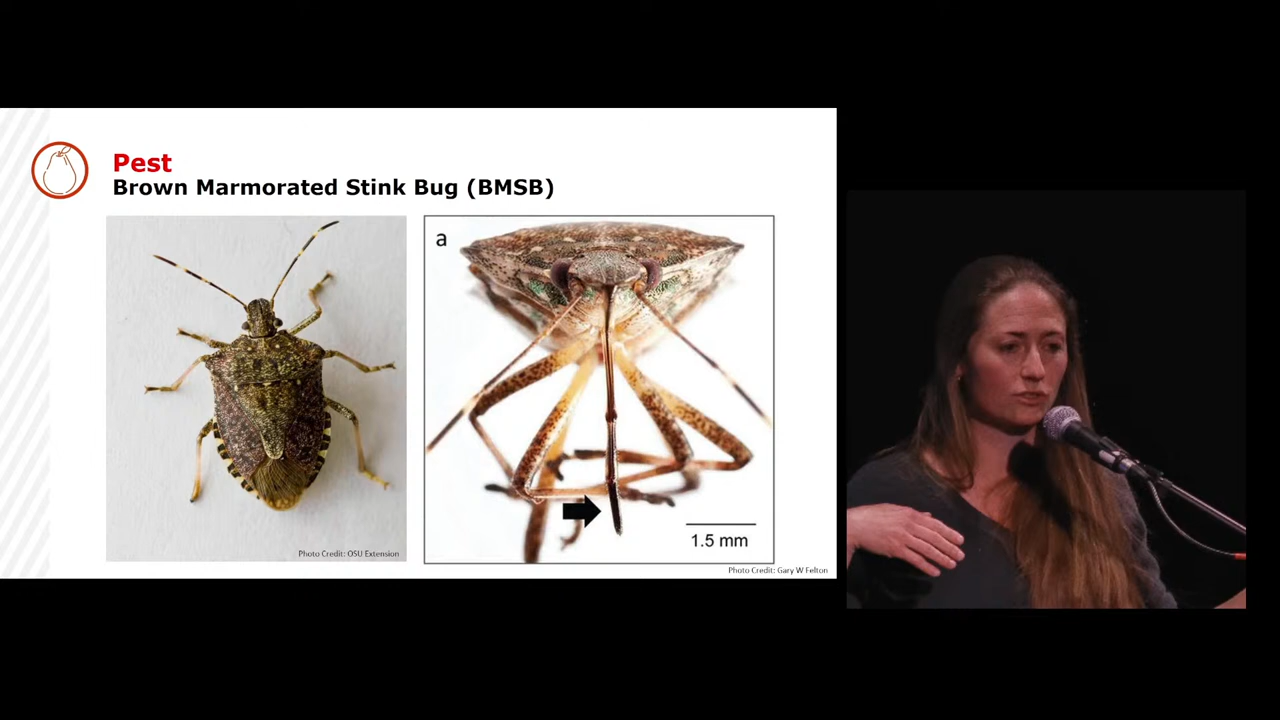 Pest
Brown Marmorated Stink Bug (BMSB)
a
1.5 mm
Photo Credit: OSU Extension
Photo Credit: Gary W Felton